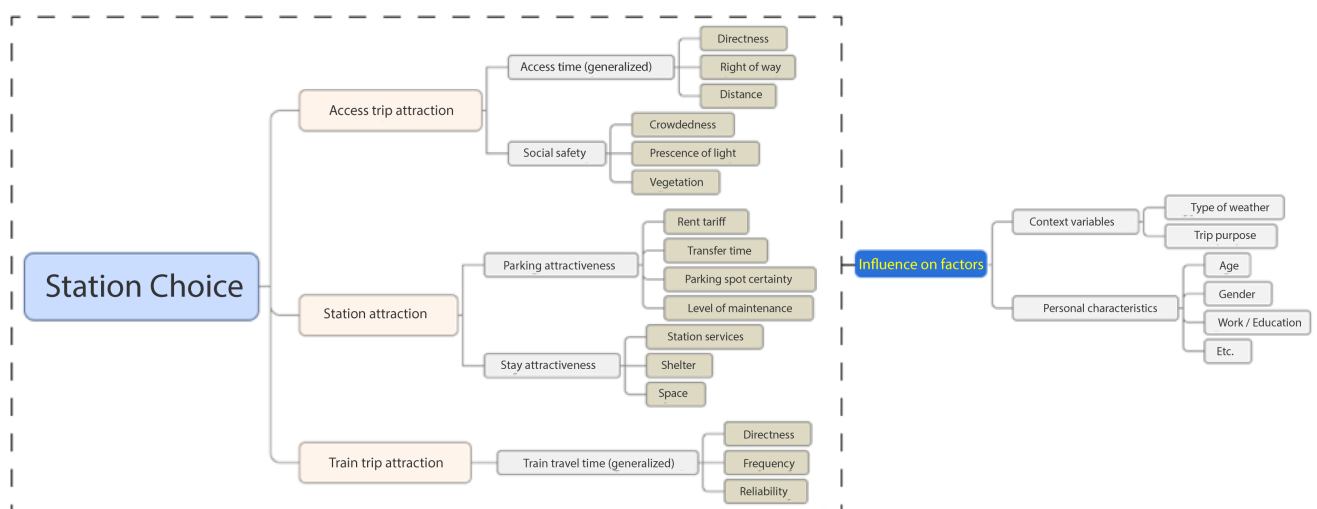 Station Choice
Access trip attraction
Access time (generalized)
Directness
Right of way
Distance
Social safety
Crowdedness
Prescence of light
Vegetation
Station attraction
Parking attractiveness
Rent tariff
Transfer time
Parking spot certainty
Level of maintenance
Stay attractiveness
Station services
Shelter
Space
Train trip attraction
Train travel time (generalized)
Directness
Frequency
Reliability
Influence on factors
Context variables
Type of weather
Trip purpose
Personal characteristics
Age
Gender
Work / Education
Etc.